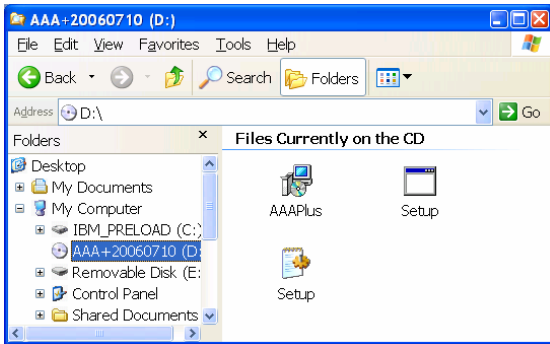 AAA+20060710 (D:)
File Edit View Favorites Tools Help
Back Search Folders
Address D:\ Go
Folders × Files Currently on the CD
Desktop
My Documents
My Computer
IBM_PRELOAD (C:)
AAA+20060710 (D:
Removable Disk (E:
Control Panel
Shared Documents
AAAPlus Setup
Setup